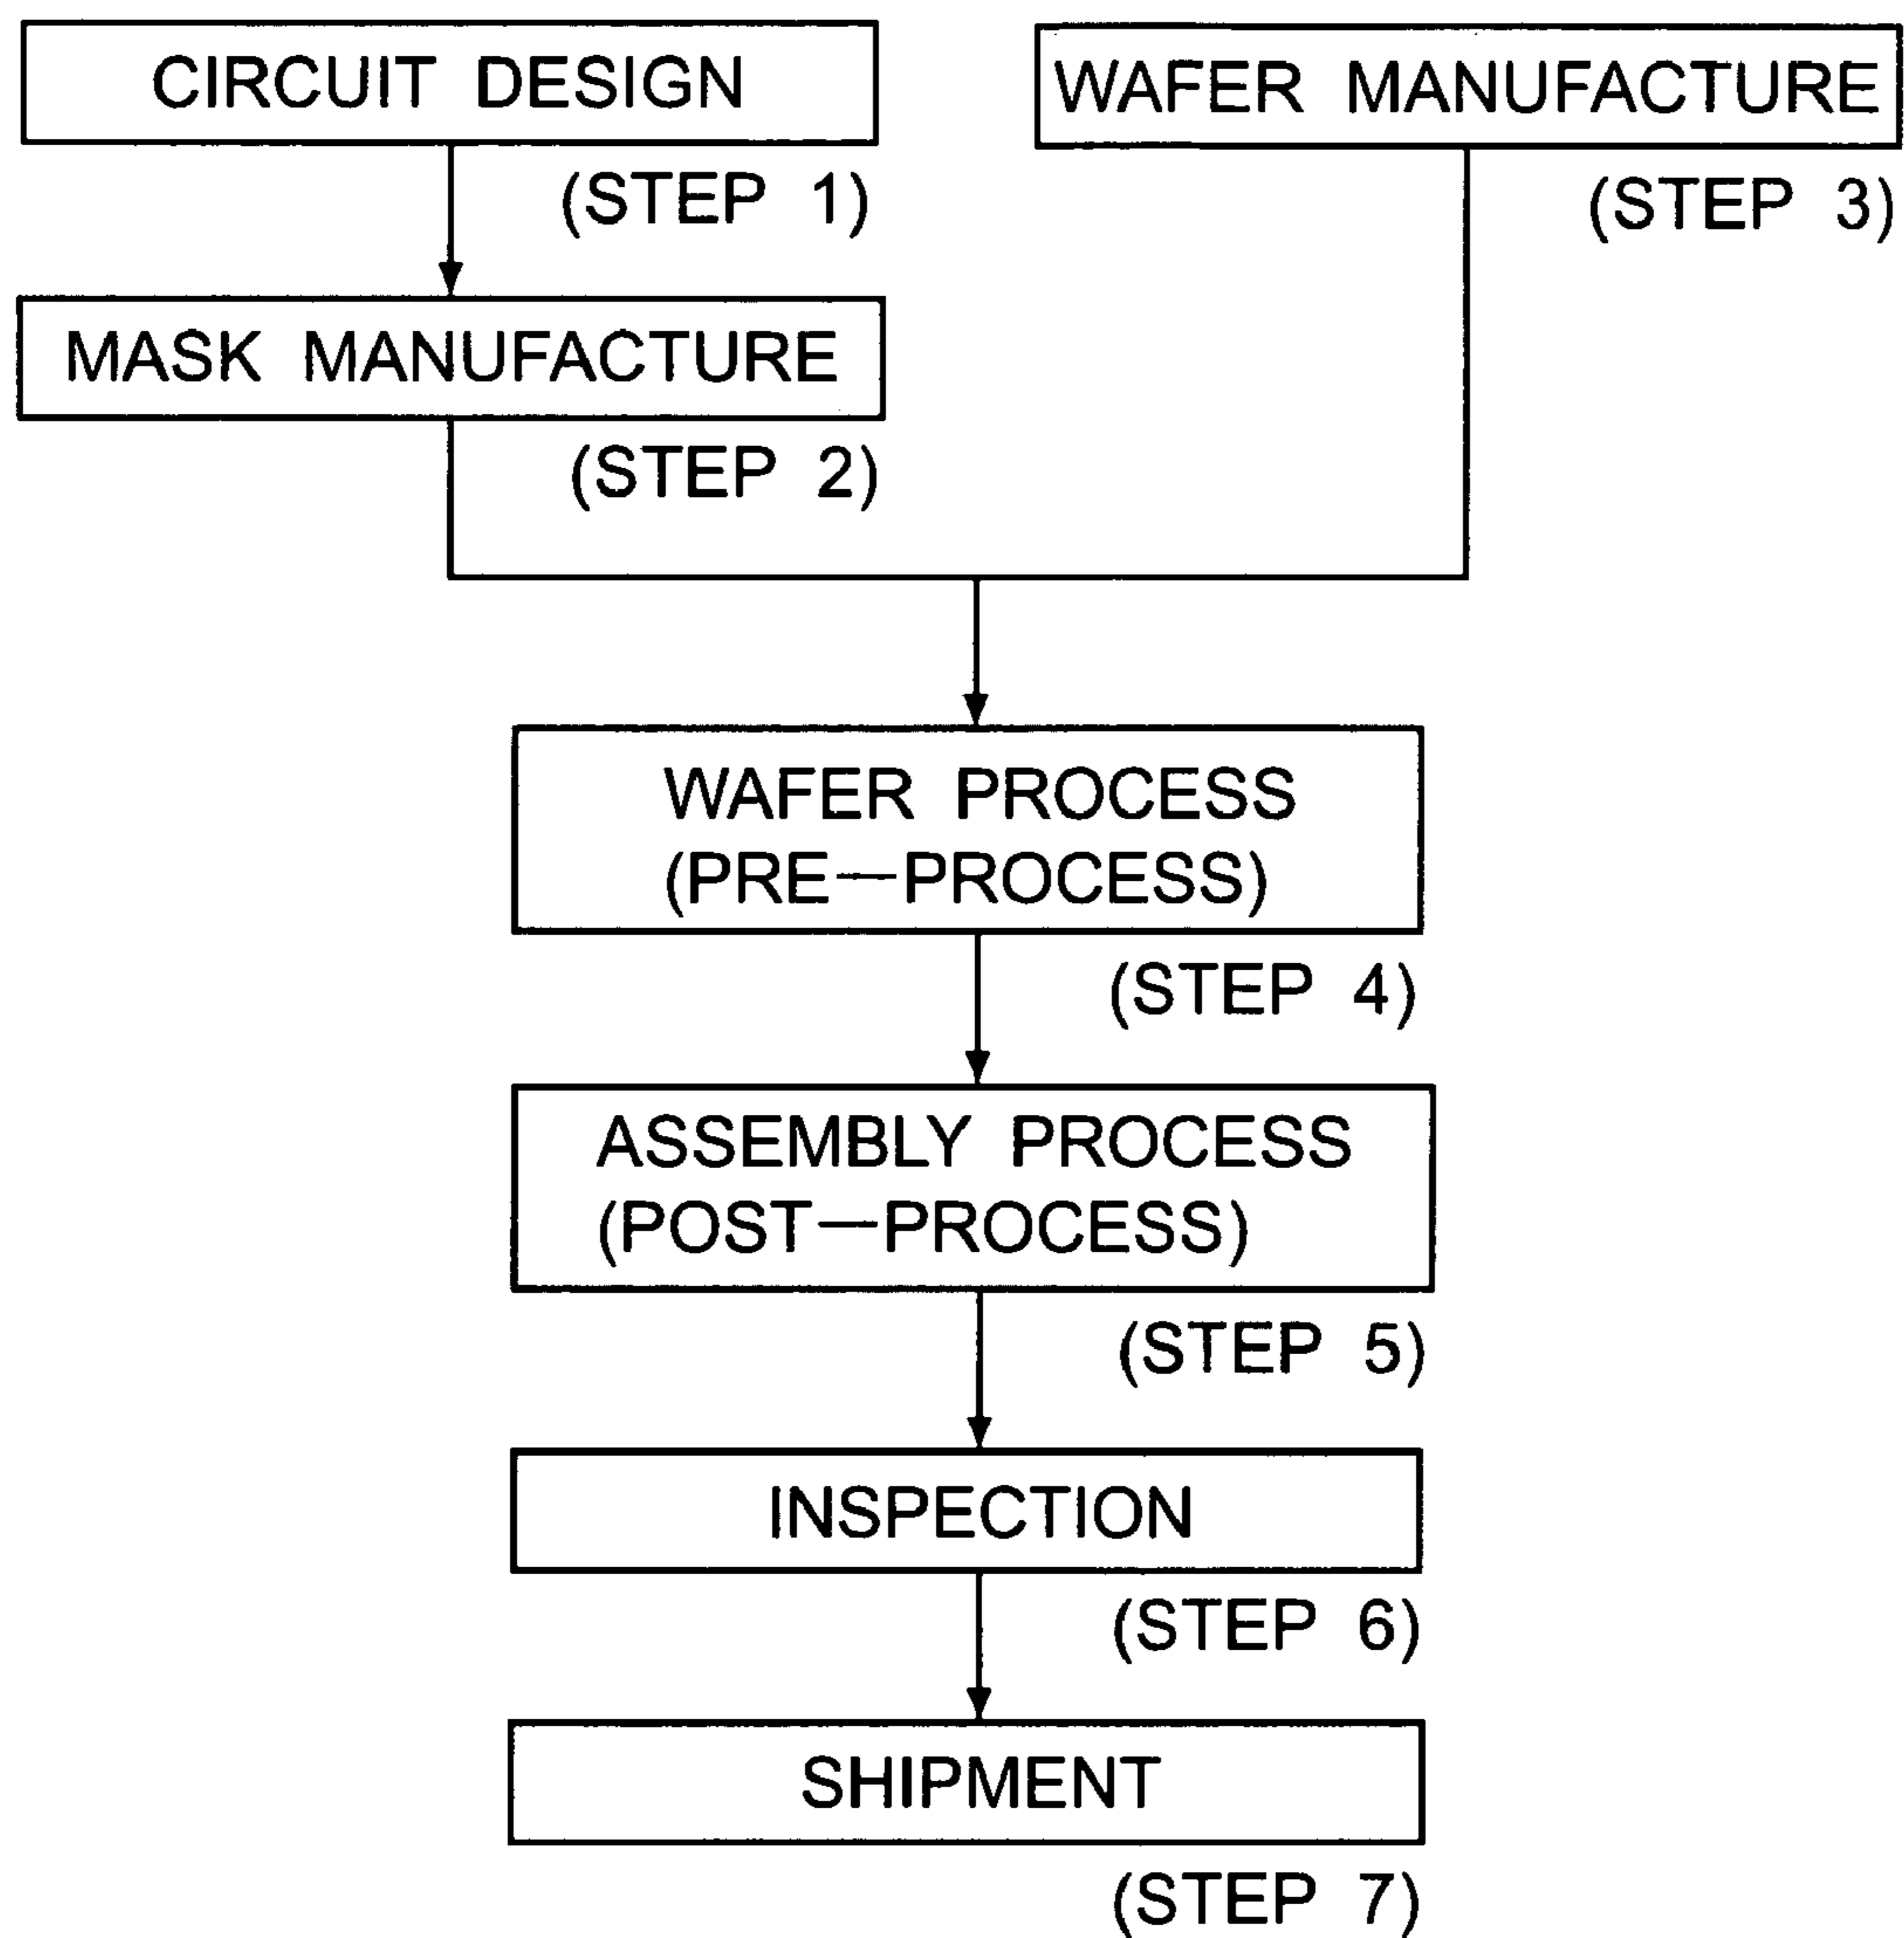 CIRCUIT DESIGN
(STEP 1)
WAFER MANUFACTURE
(STEP 3)
MASK MANUFACTURE
(STEP 2)
WAFER PROCESS
(PRE—PROCESS)
(STEP 4)
ASSEMBLY PROCESS
(POST—PROCESS)
(STEP 5)
INSPECTION
(STEP 6)
SHIPMENT
(STEP 7)